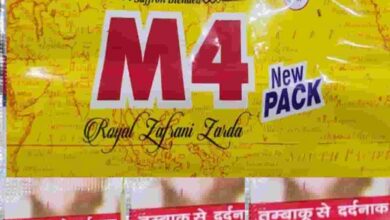 Saffron Blended
M4
New
PACK
Royal Zafrani Zarda
तम्बाकू से दर्दनाक
तम्बाकू से दर्दनाक